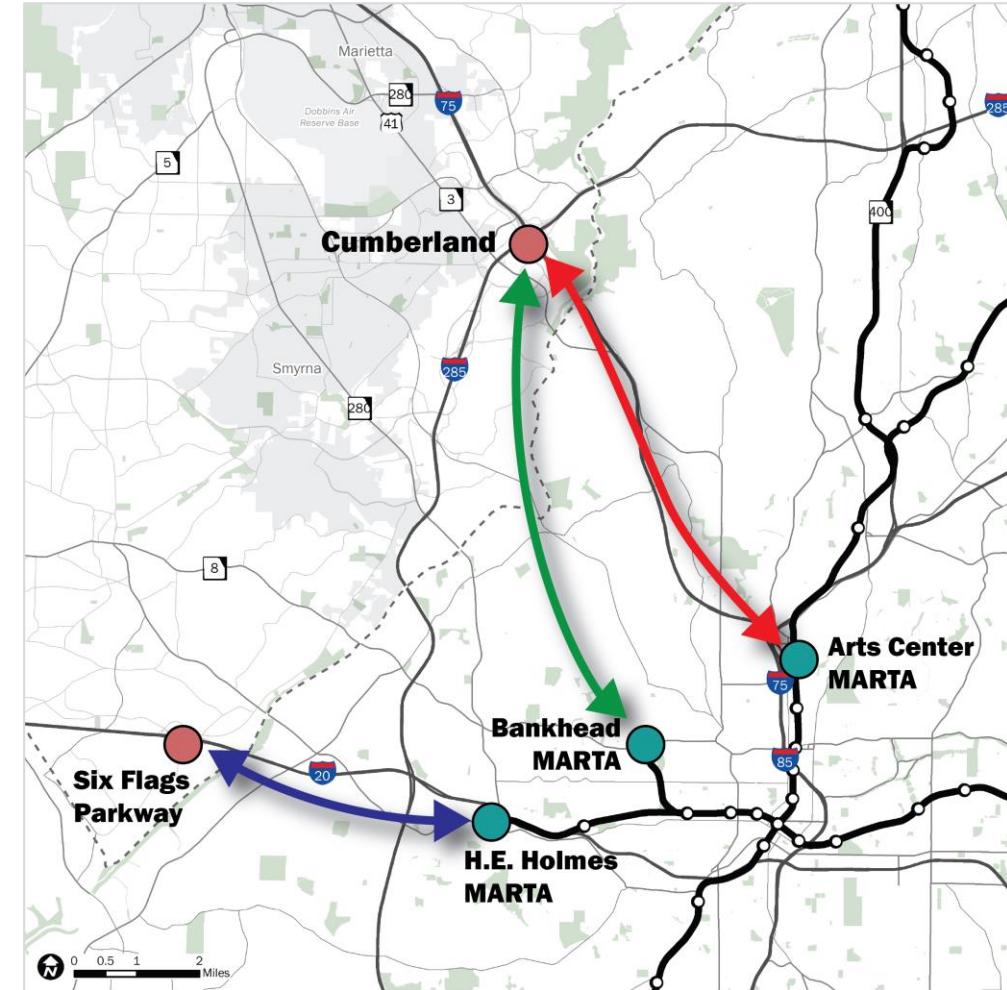 Marietta
280
75
Dobbins Air
Reserve Base
41
285
5
3
400
Cumberland
285
Smyrna
280
8
Arts Center
MARTA
75
Bankhead
MARTA
85
20
Six Flags
Parkway
H.E. Holmes
MARTA
N
0 0.5 1 2
Miles